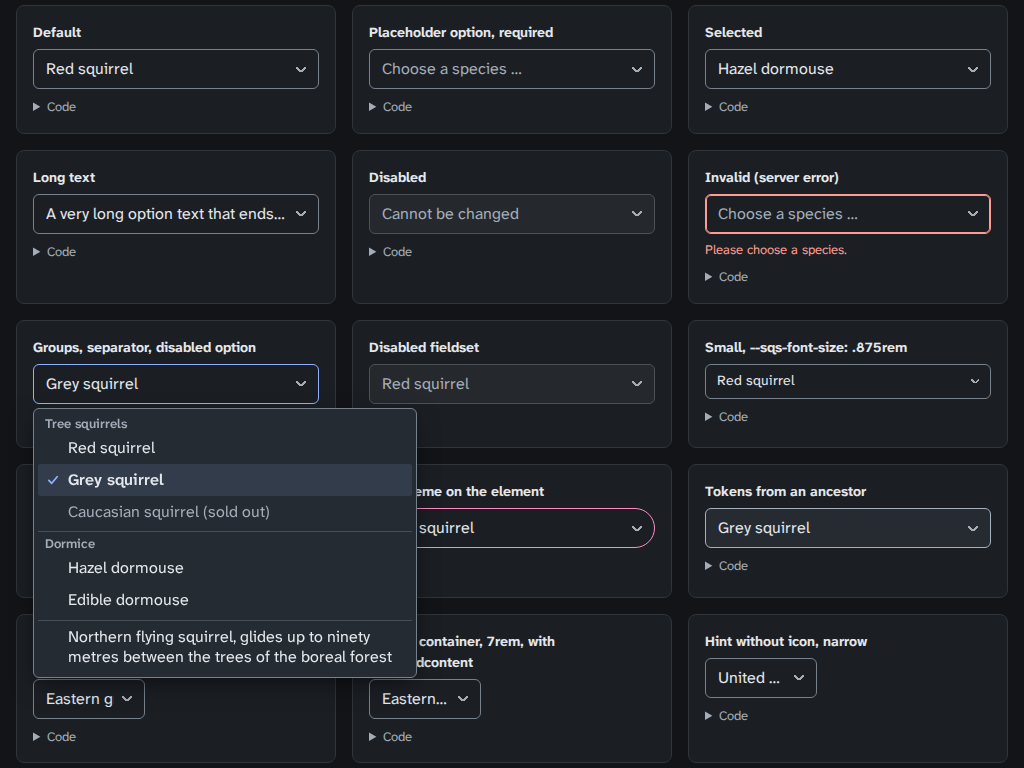 Default
Red squirrel
Code
Placeholder option, required
Choose a species ...
Code
Selected
Hazel dormouse
Code
Long text
A very long option text that ends...
Code
Disabled
Cannot be changed
Code
Invalid (server error)
Choose a species ...
Please choose a species.
Code
Groups, separator, disabled option
Grey squirrel
Tree squirrels
Red squirrel
Grey squirrel
Caucasian squirrel (sold out)
Dormice
Hazel dormouse
Edible dormouse
Northern flying squirrel, glides up to ninety
metres between the trees of the boreal forest
Disabled fieldset
Red squirrel
Small, --sqs-font-size: .875rem
Red squirrel
Code
on the element
squirrel
Tokens from an ancestor
Grey squirrel
Code
Eastern g
Code
container, 7rem, with
Eastern...
Code
Hint without icon, narrow
United ...
Code